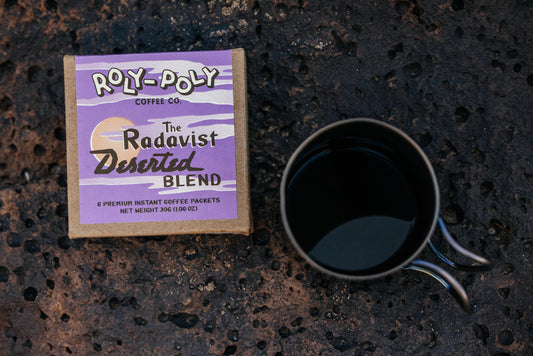 ROLY-POLY
COFFEE CO.
The
Radavist
Deserted
BLEND
6 PREMIUM INSTANT COFFEE PACKETS
NET WEIGHT 30G (1.06 OZ)